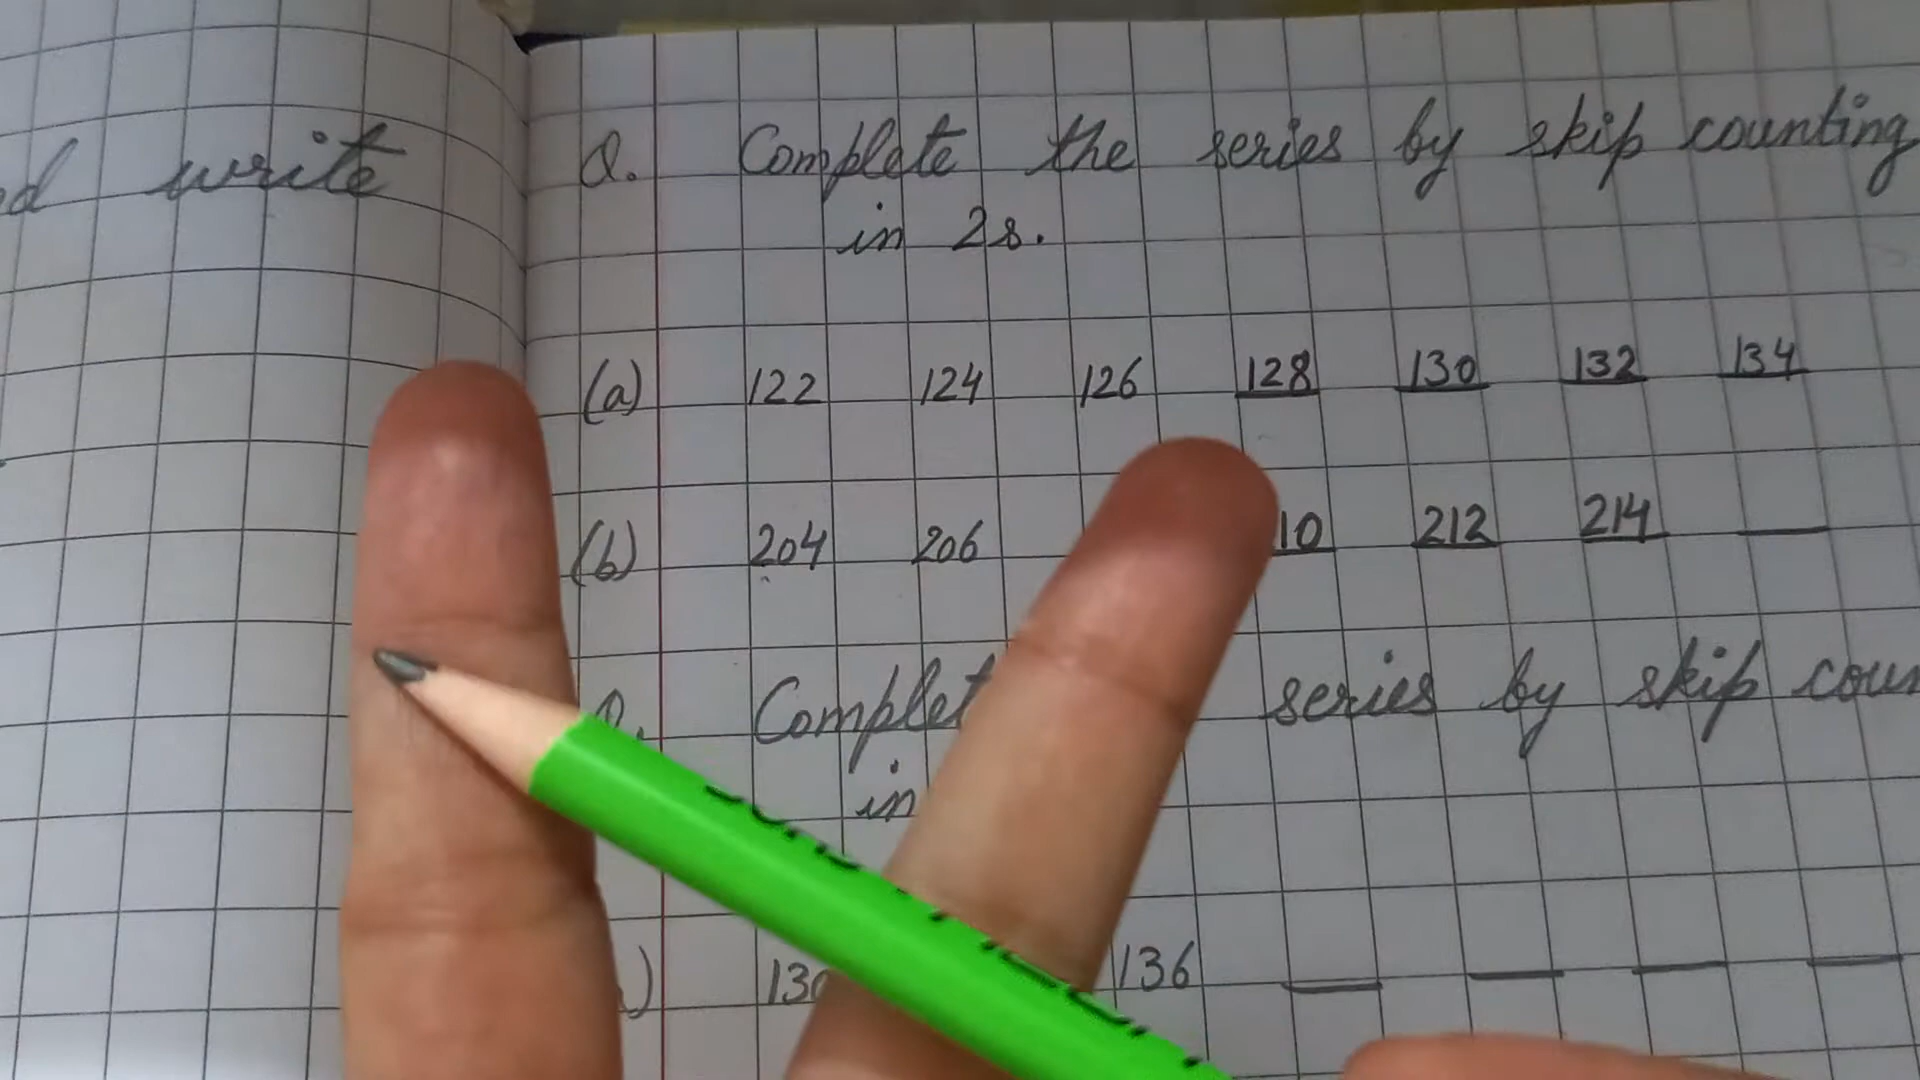 d write
Q. Complete the series by skip counting
in 2s.
(a) 122 124 126 128 130 132 134
(b) 204 206 10 212 214
Q. Complet series by skip coun
in
) 130 136